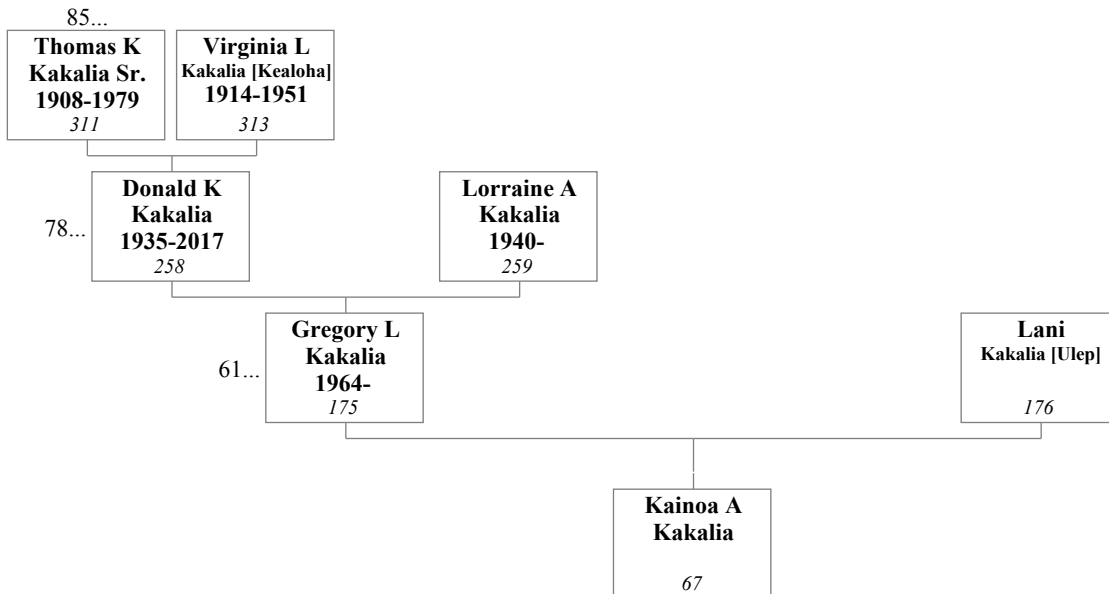 85...
Thomas K
Kakalia Sr.
1908-1979
311
Virginia L
Kakalia [Kealoha]
1914-1951
313
78...
Donald K
Kakalia
1935-2017
258
Lorraine A
Kakalia
1940-
259
61...
Gregory L
Kakalia
1964-
175
Lani
Kakalia [Ulep]
176
Kainoa A
Kakalia
67